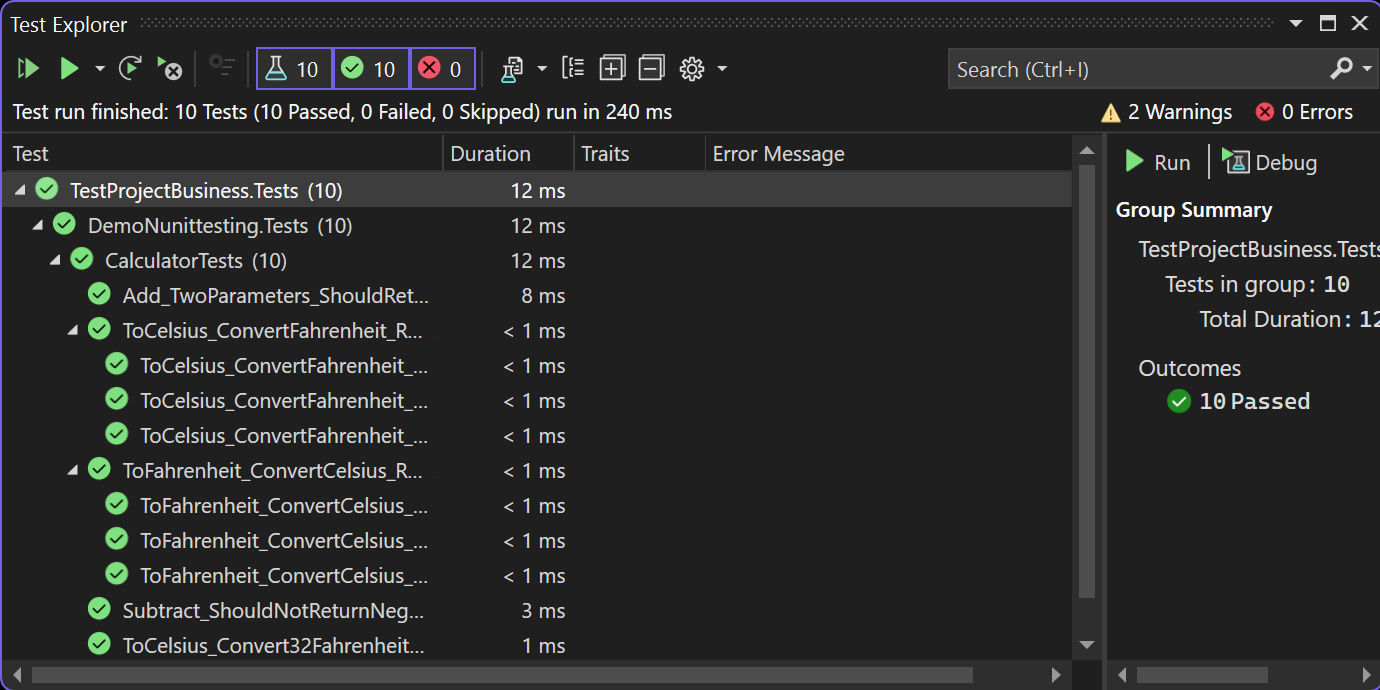 Test Explorer
10 10 0 Search (Ctrl+I)
Test run finished: 10 Tests (10 Passed, 0 Failed, 0 Skipped) run in 240 ms 2 Warnings 0 Errors
Test Duration Traits Error Message
Run Debug
TestProjectBusiness.Tests (10) 12 ms
Group Summary
DemoNunittesting.Tests (10) 12 ms
TestProjectBusiness.Tests
CalculatorTests (10) 12 ms
Tests in group: 10
Add_TwoParameters_ShouldRet... 8 ms
Total Duration: 12
ToCelsius_ConvertFahrenheit_R... < 1 ms
ToCelsius_ConvertFahrenheit_... < 1 ms
Outcomes
ToCelsius_ConvertFahrenheit_... < 1 ms
10 Passed
ToCelsius_ConvertFahrenheit_... < 1 ms
ToFahrenheit_ConvertCelsius_R... < 1 ms
ToFahrenheit_ConvertCelsius_... < 1 ms
ToFahrenheit_ConvertCelsius_... < 1 ms
ToFahrenheit_ConvertCelsius_... < 1 ms
Subtract_ShouldNotReturnNeg... 3 ms
ToCelsius_Convert32Fahrenheit... 1 ms